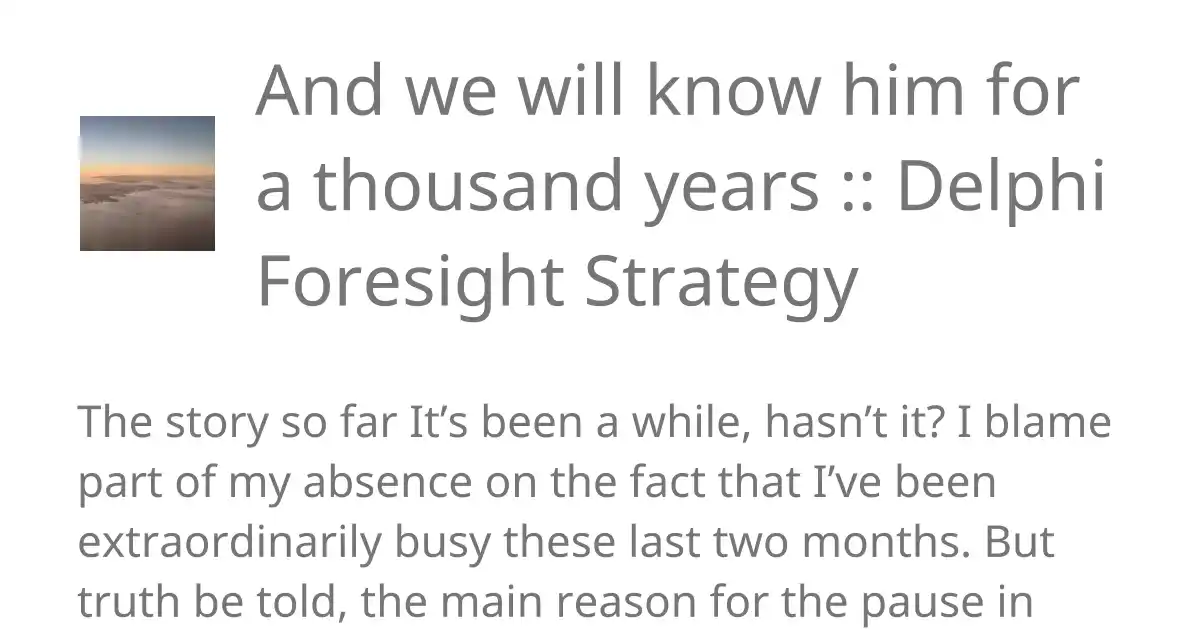 And we will know him for
a thousand years :: Delphi
Foresight Strategy
The story so far It’s been a while, hasn’t it? I blame
part of my absence on the fact that I’ve been
extraordinarily busy these last two months. But
truth be told, the main reason for the pause in